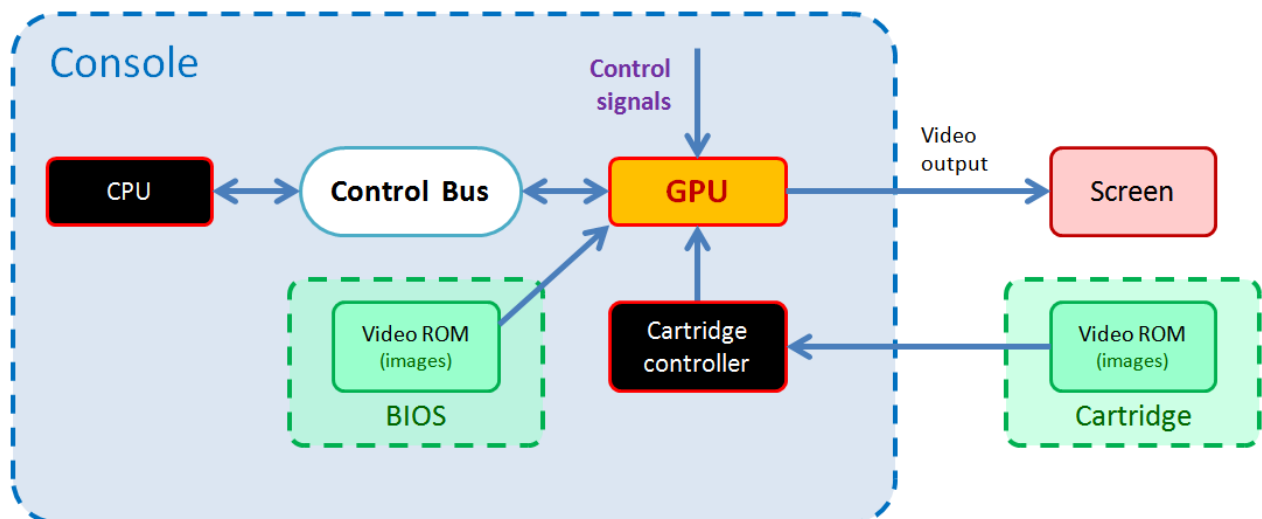 Console
Control
signals
Video
output
CPU
Control Bus
GPU
Screen
Video ROM
(images)
BIOS
Cartridge
controller
Video ROM
(images)
Cartridge